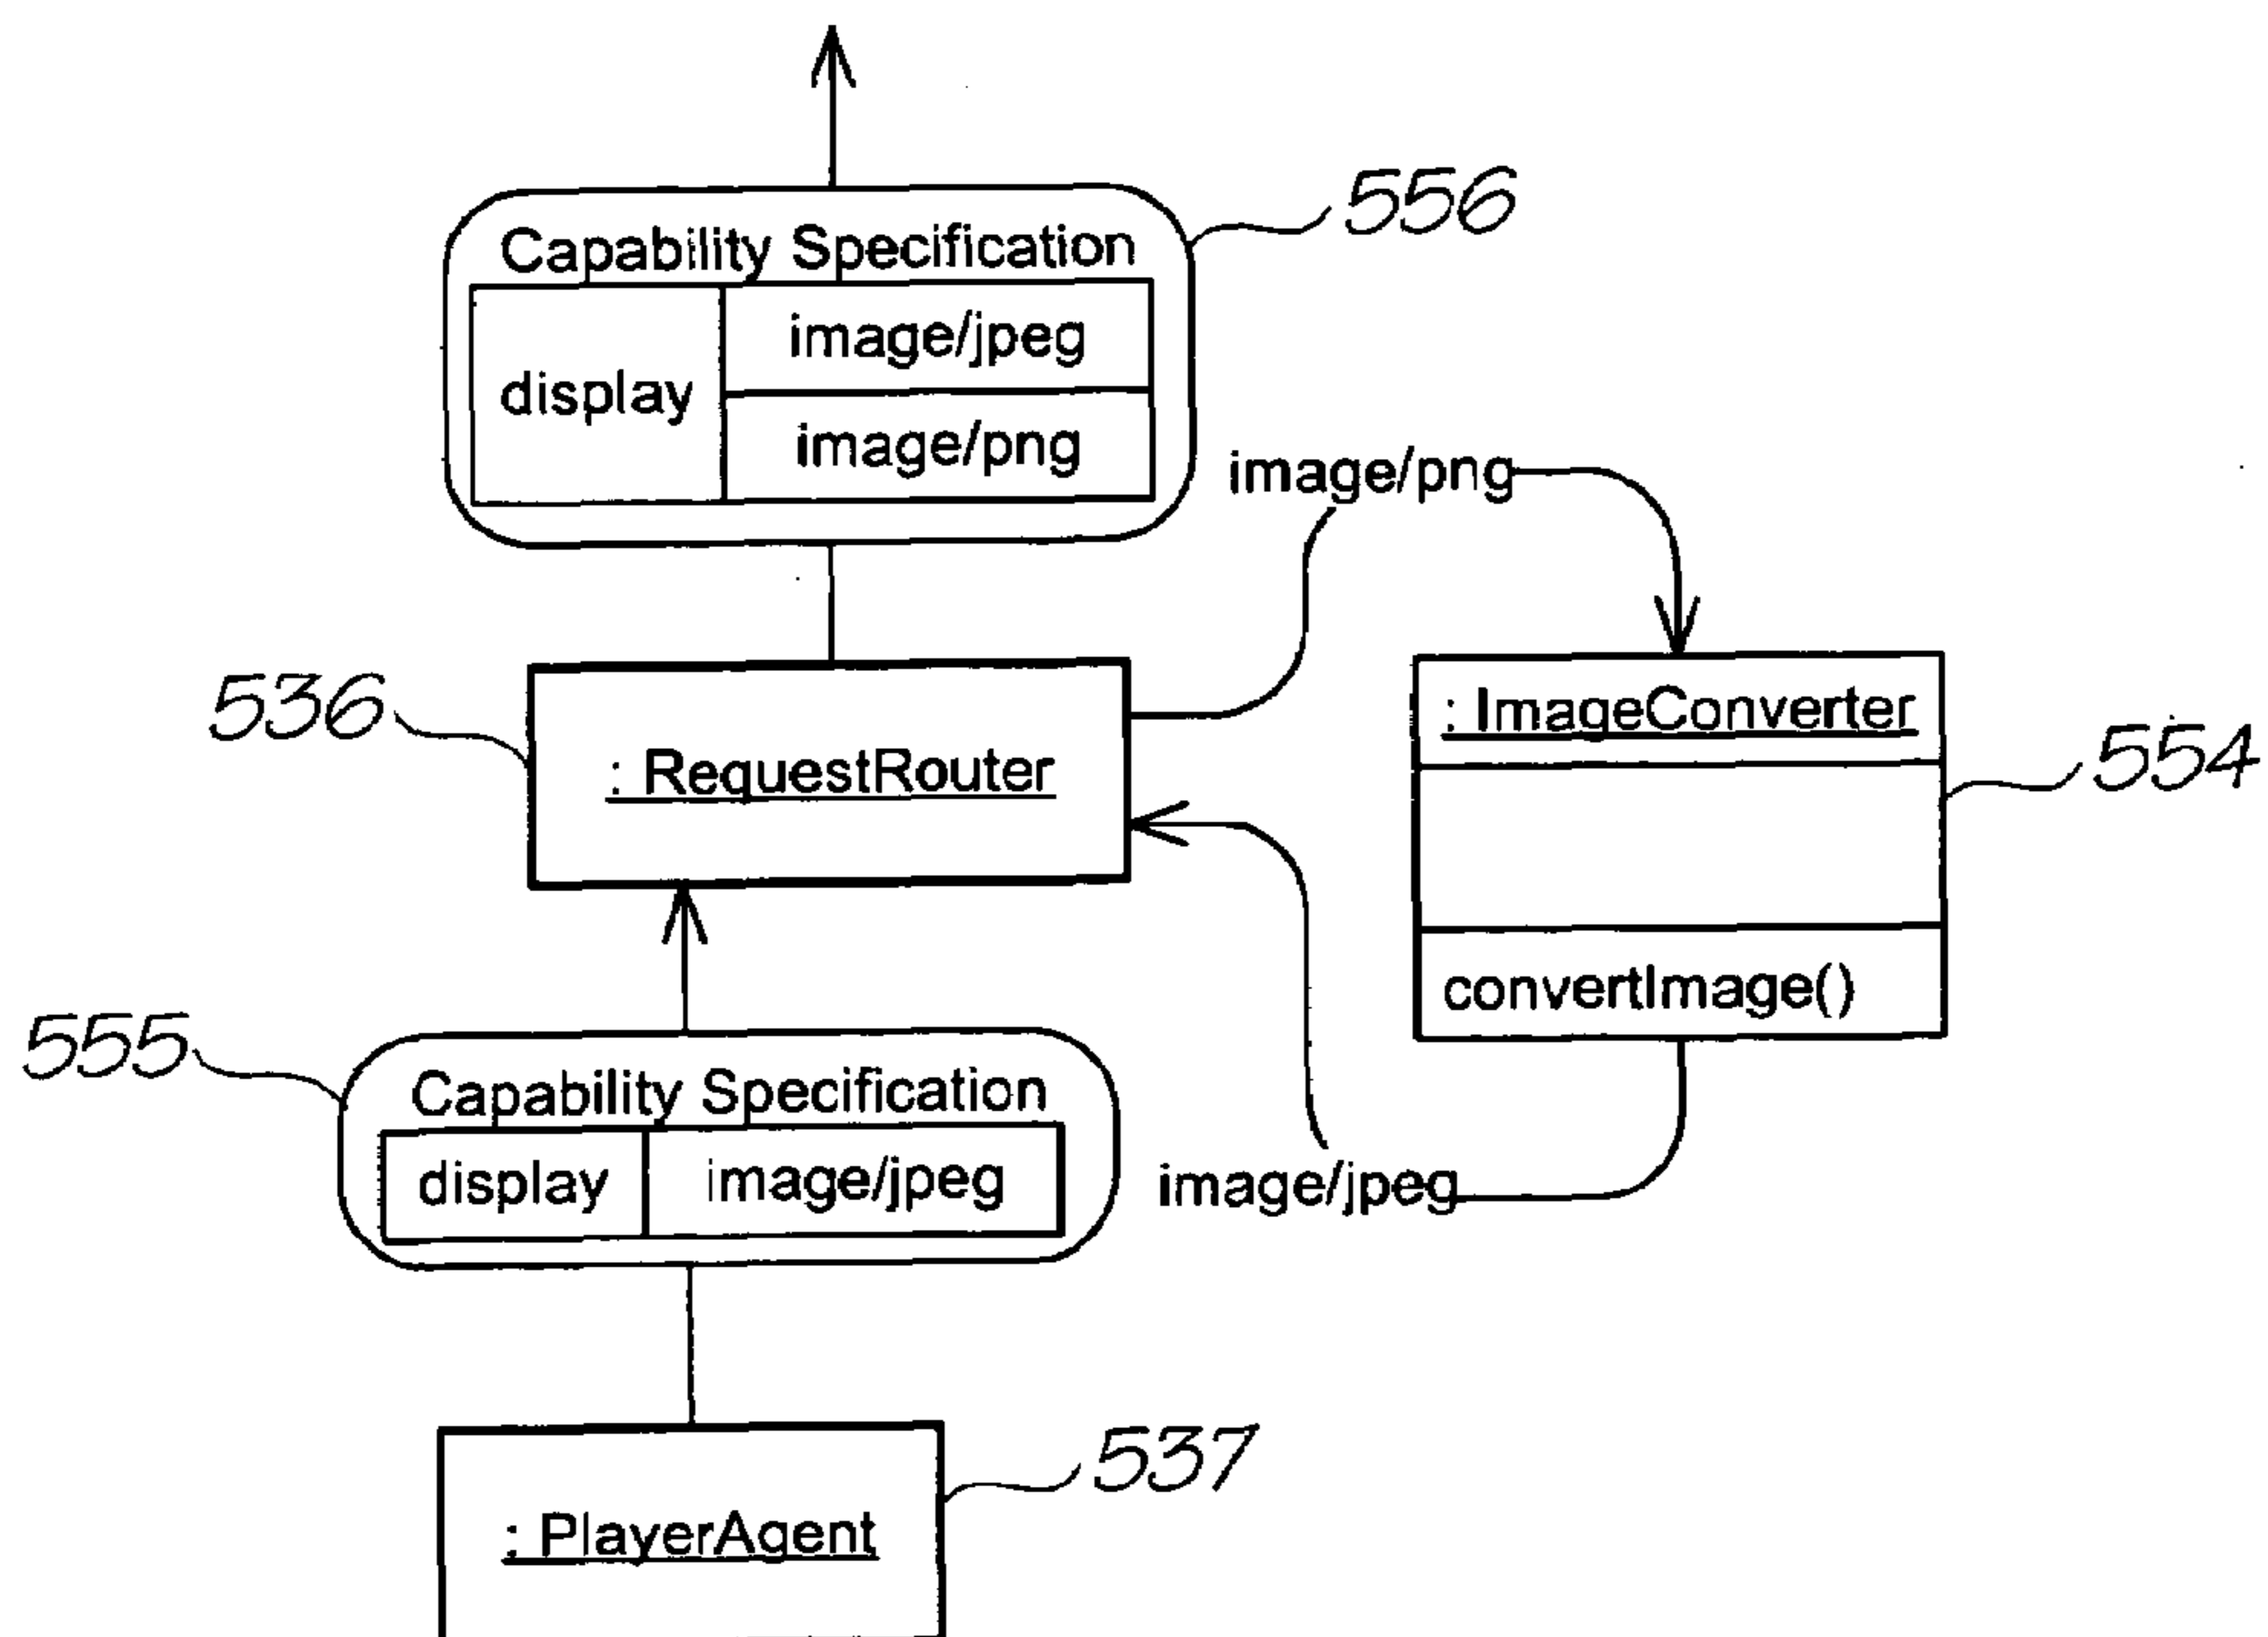 556
Capability Specification
display
image/jpeg
image/png
image/png
536
: RequestRouter
: ImageConverter
554
convertImage()
555
Capability Specification
display
image/jpeg
image/jpeg
537
: PlayerAgent